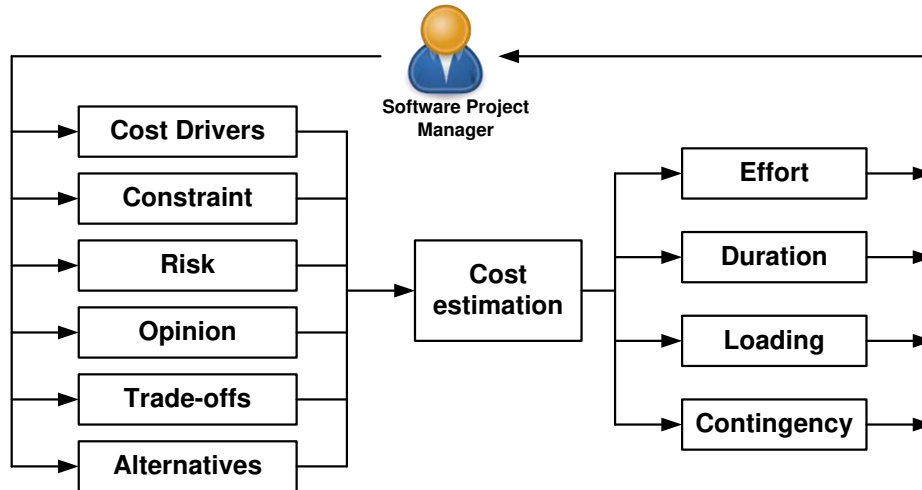 Software Project
Manager
Cost Drivers
Constraint
Risk
Opinion
Trade-offs
Alternatives
Cost
estimation
Effort
Duration
Loading
Contingency